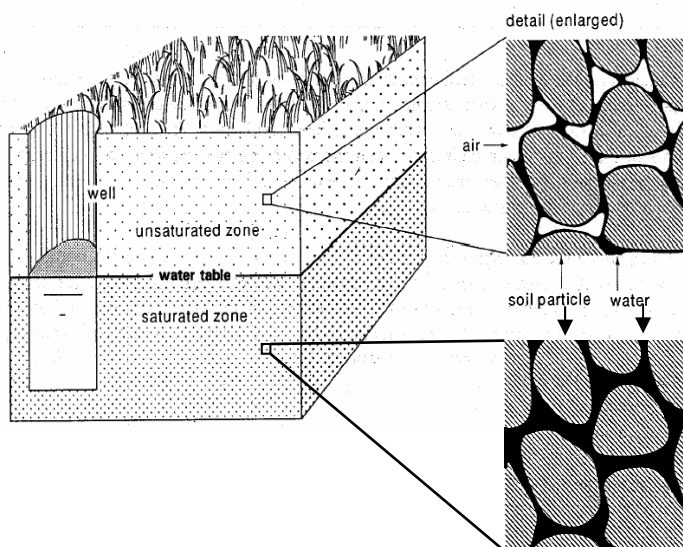 detail (enlarged)
air
well
unsaturated zone
water table
saturated zone
soil particle
water